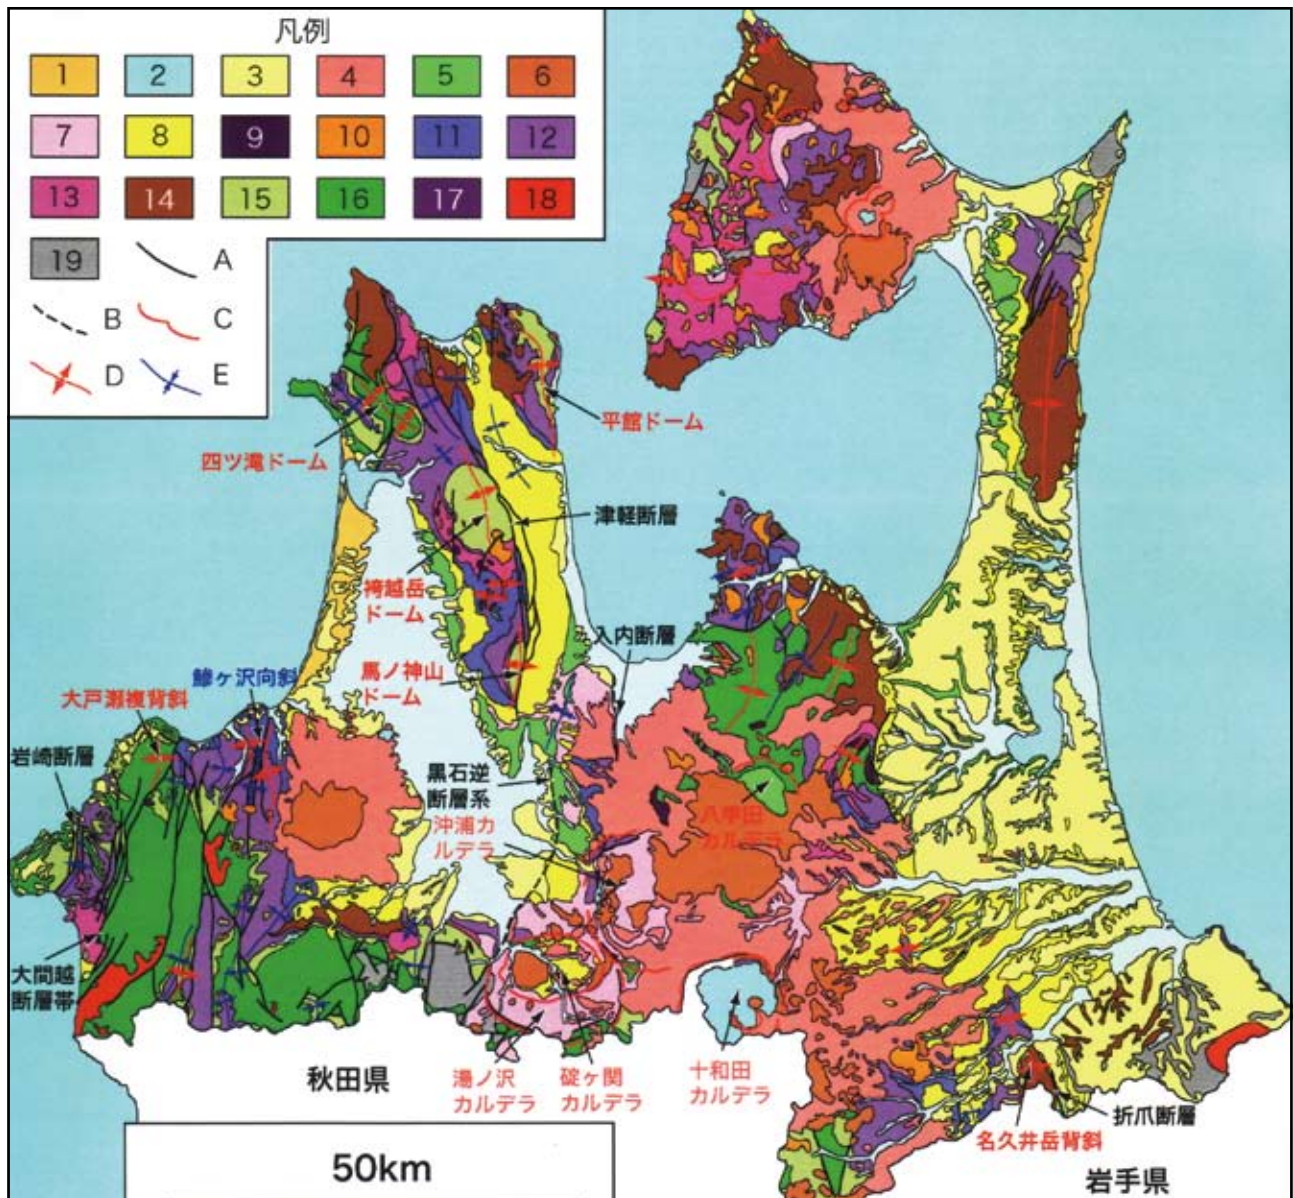 凡例
1 2 3 4 5 6
7 8 9 10 11 12
13 14 15 16 17 18
19 A
B C
D E
平館ドーム
四ツ滝ドーム
津軽断層
袴越岳
ドーム
入内断層
馬ノ神山
ドーム
鰺ヶ沢向斜
大戸瀬複背斜
岩崎断層
黒石逆
断層系
沖浦カ
ルデラ
八甲田
カルデラ
大間越
断層帯
秋田県
湯ノ沢
カルデラ
碇ヶ関
カルデラ
十和田
カルデラ
折爪断層
名久井岳背斜
岩手県
50km